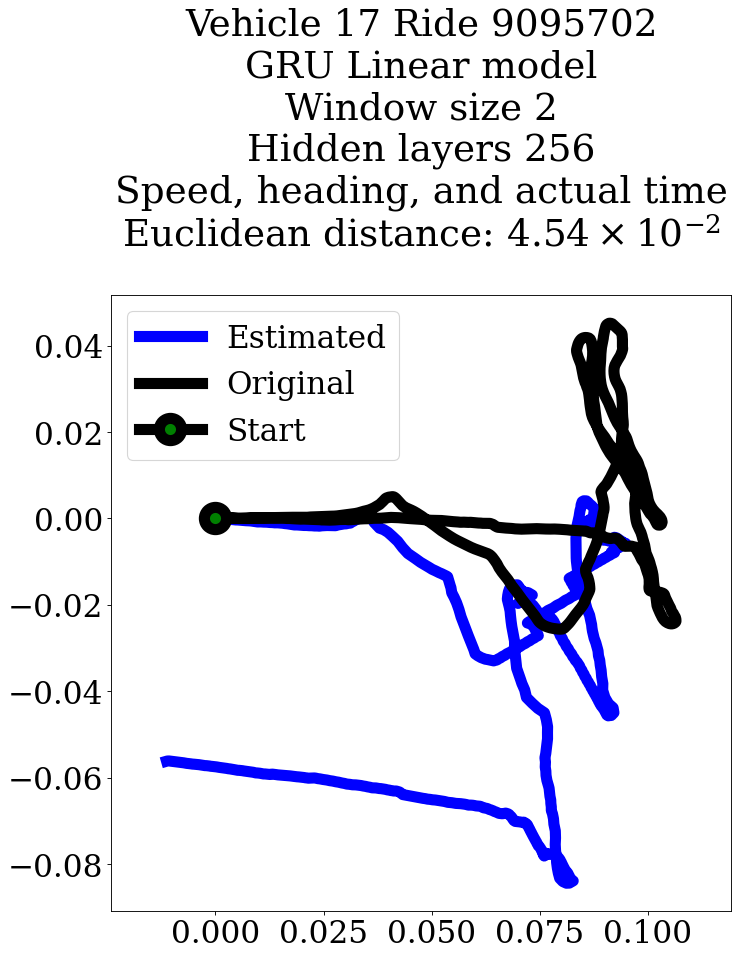 Vehicle 17 Ride 9095702
GRU Linear model
Window size 2
Hidden layers 256
Speed, heading, and actual time
Euclidean distance: 4.54 × 10⁻²
Estimated
Original
Start
0.04
0.02
0.00
−0.02
−0.04
−0.06
−0.08
0.000 0.025 0.050 0.075 0.100